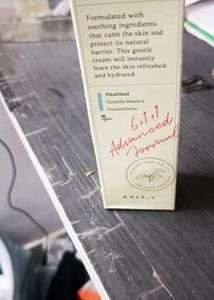 Formulated with
soothing ingredients
that calm the skin and
protect its natural
barrier. This gentle
cream will instantly
leave the skin refreshed
and hydrated.
Heartleaf
Centella Asiatica
Guaiazulene
6+1+1
Advanced
Formula
AXIS-Y